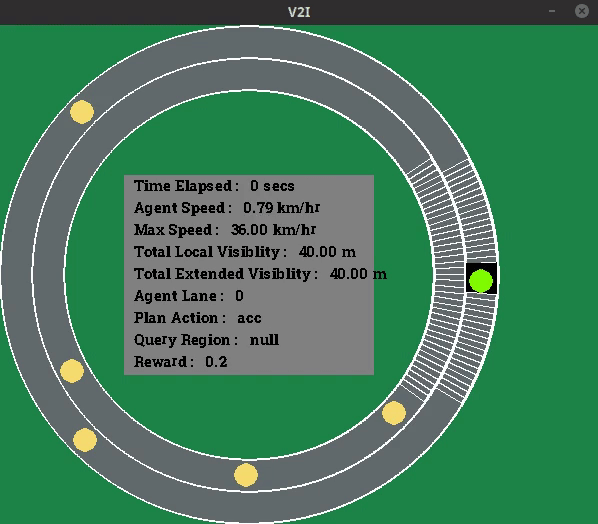 V2I
Time Elapsed : 0 secs
Agent Speed : 0.79 km/hr
Max Speed : 36.00 km/hr
Total Local Visiblity : 40.00 m
Total Extended Visiblity : 40.00 m
Agent Lane : 0
Plan Action : acc
Query Region : null
Reward : 0.2